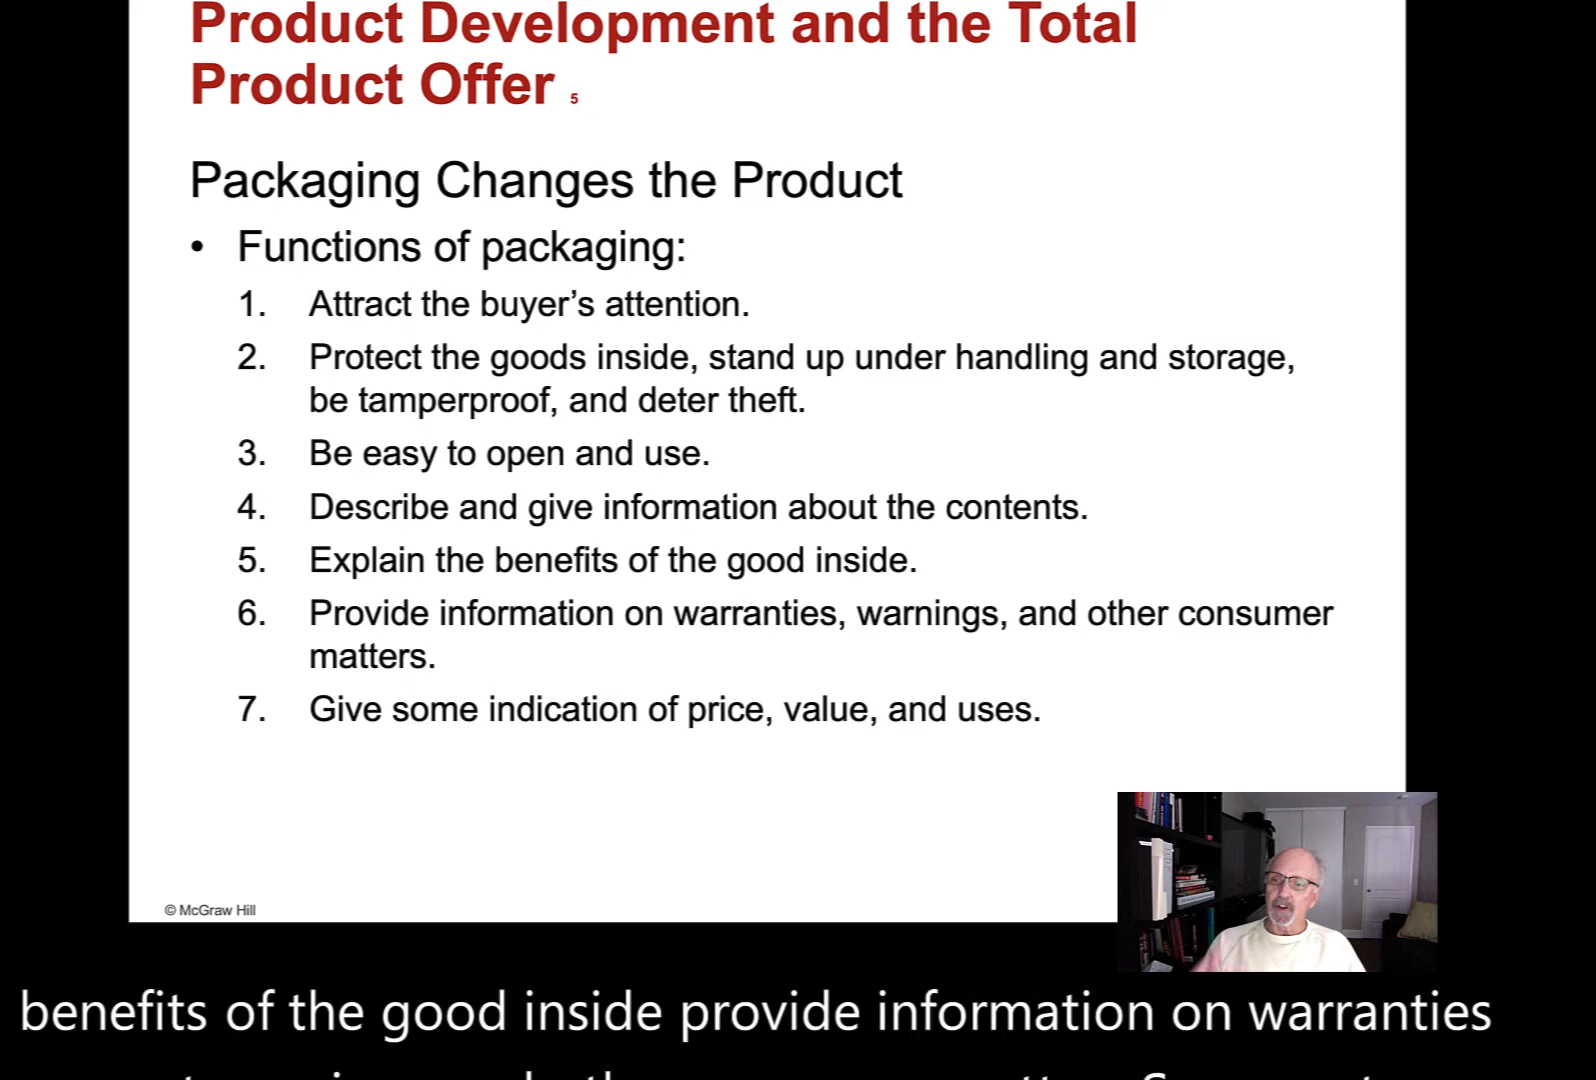 Product Development and the Total
Product Offer 5
Packaging Changes the Product
• Functions of packaging:
1. Attract the buyer’s attention.
2. Protect the goods inside, stand up under handling and storage,
be tamperproof, and deter theft.
3. Be easy to open and use.
4. Describe and give information about the contents.
5. Explain the benefits of the good inside.
6. Provide information on warranties, warnings, and other consumer
matters.
7. Give some indication of price, value, and uses.
© McGraw Hill
benefits of the good inside provide information on warranties